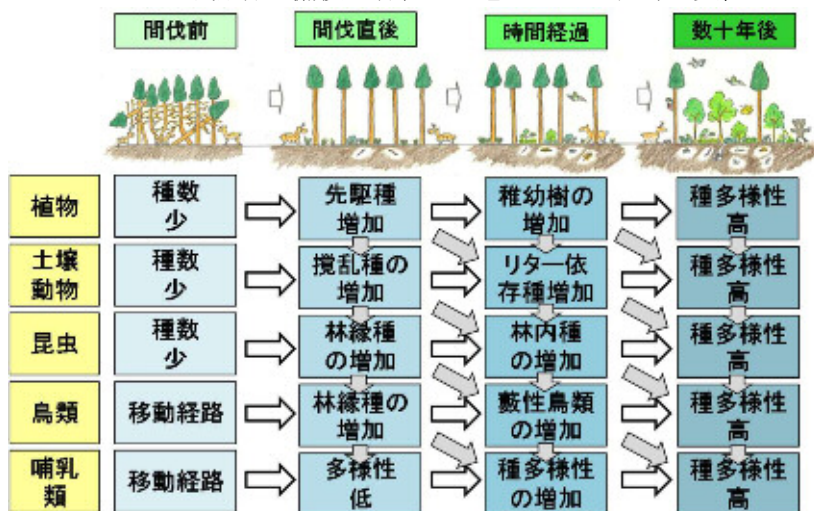 間伐前 間伐直後 時間経過 数十年後
植物 種数 少 先駆種 増加 稚幼樹の 増加 種多様性 高
土壌 動物 種数 少 撹乱種の 増加 リター依 存種増加 種多様性 高
昆虫 種数 少 林縁種 の増加 林内種 の増加 種多様性 高
鳥類 移動経路 林縁種の 増加 藪性鳥類 の増加 種多様性 高
哺乳 類 移動経路 多様性 低 種多様性 の増加 種多様性 高